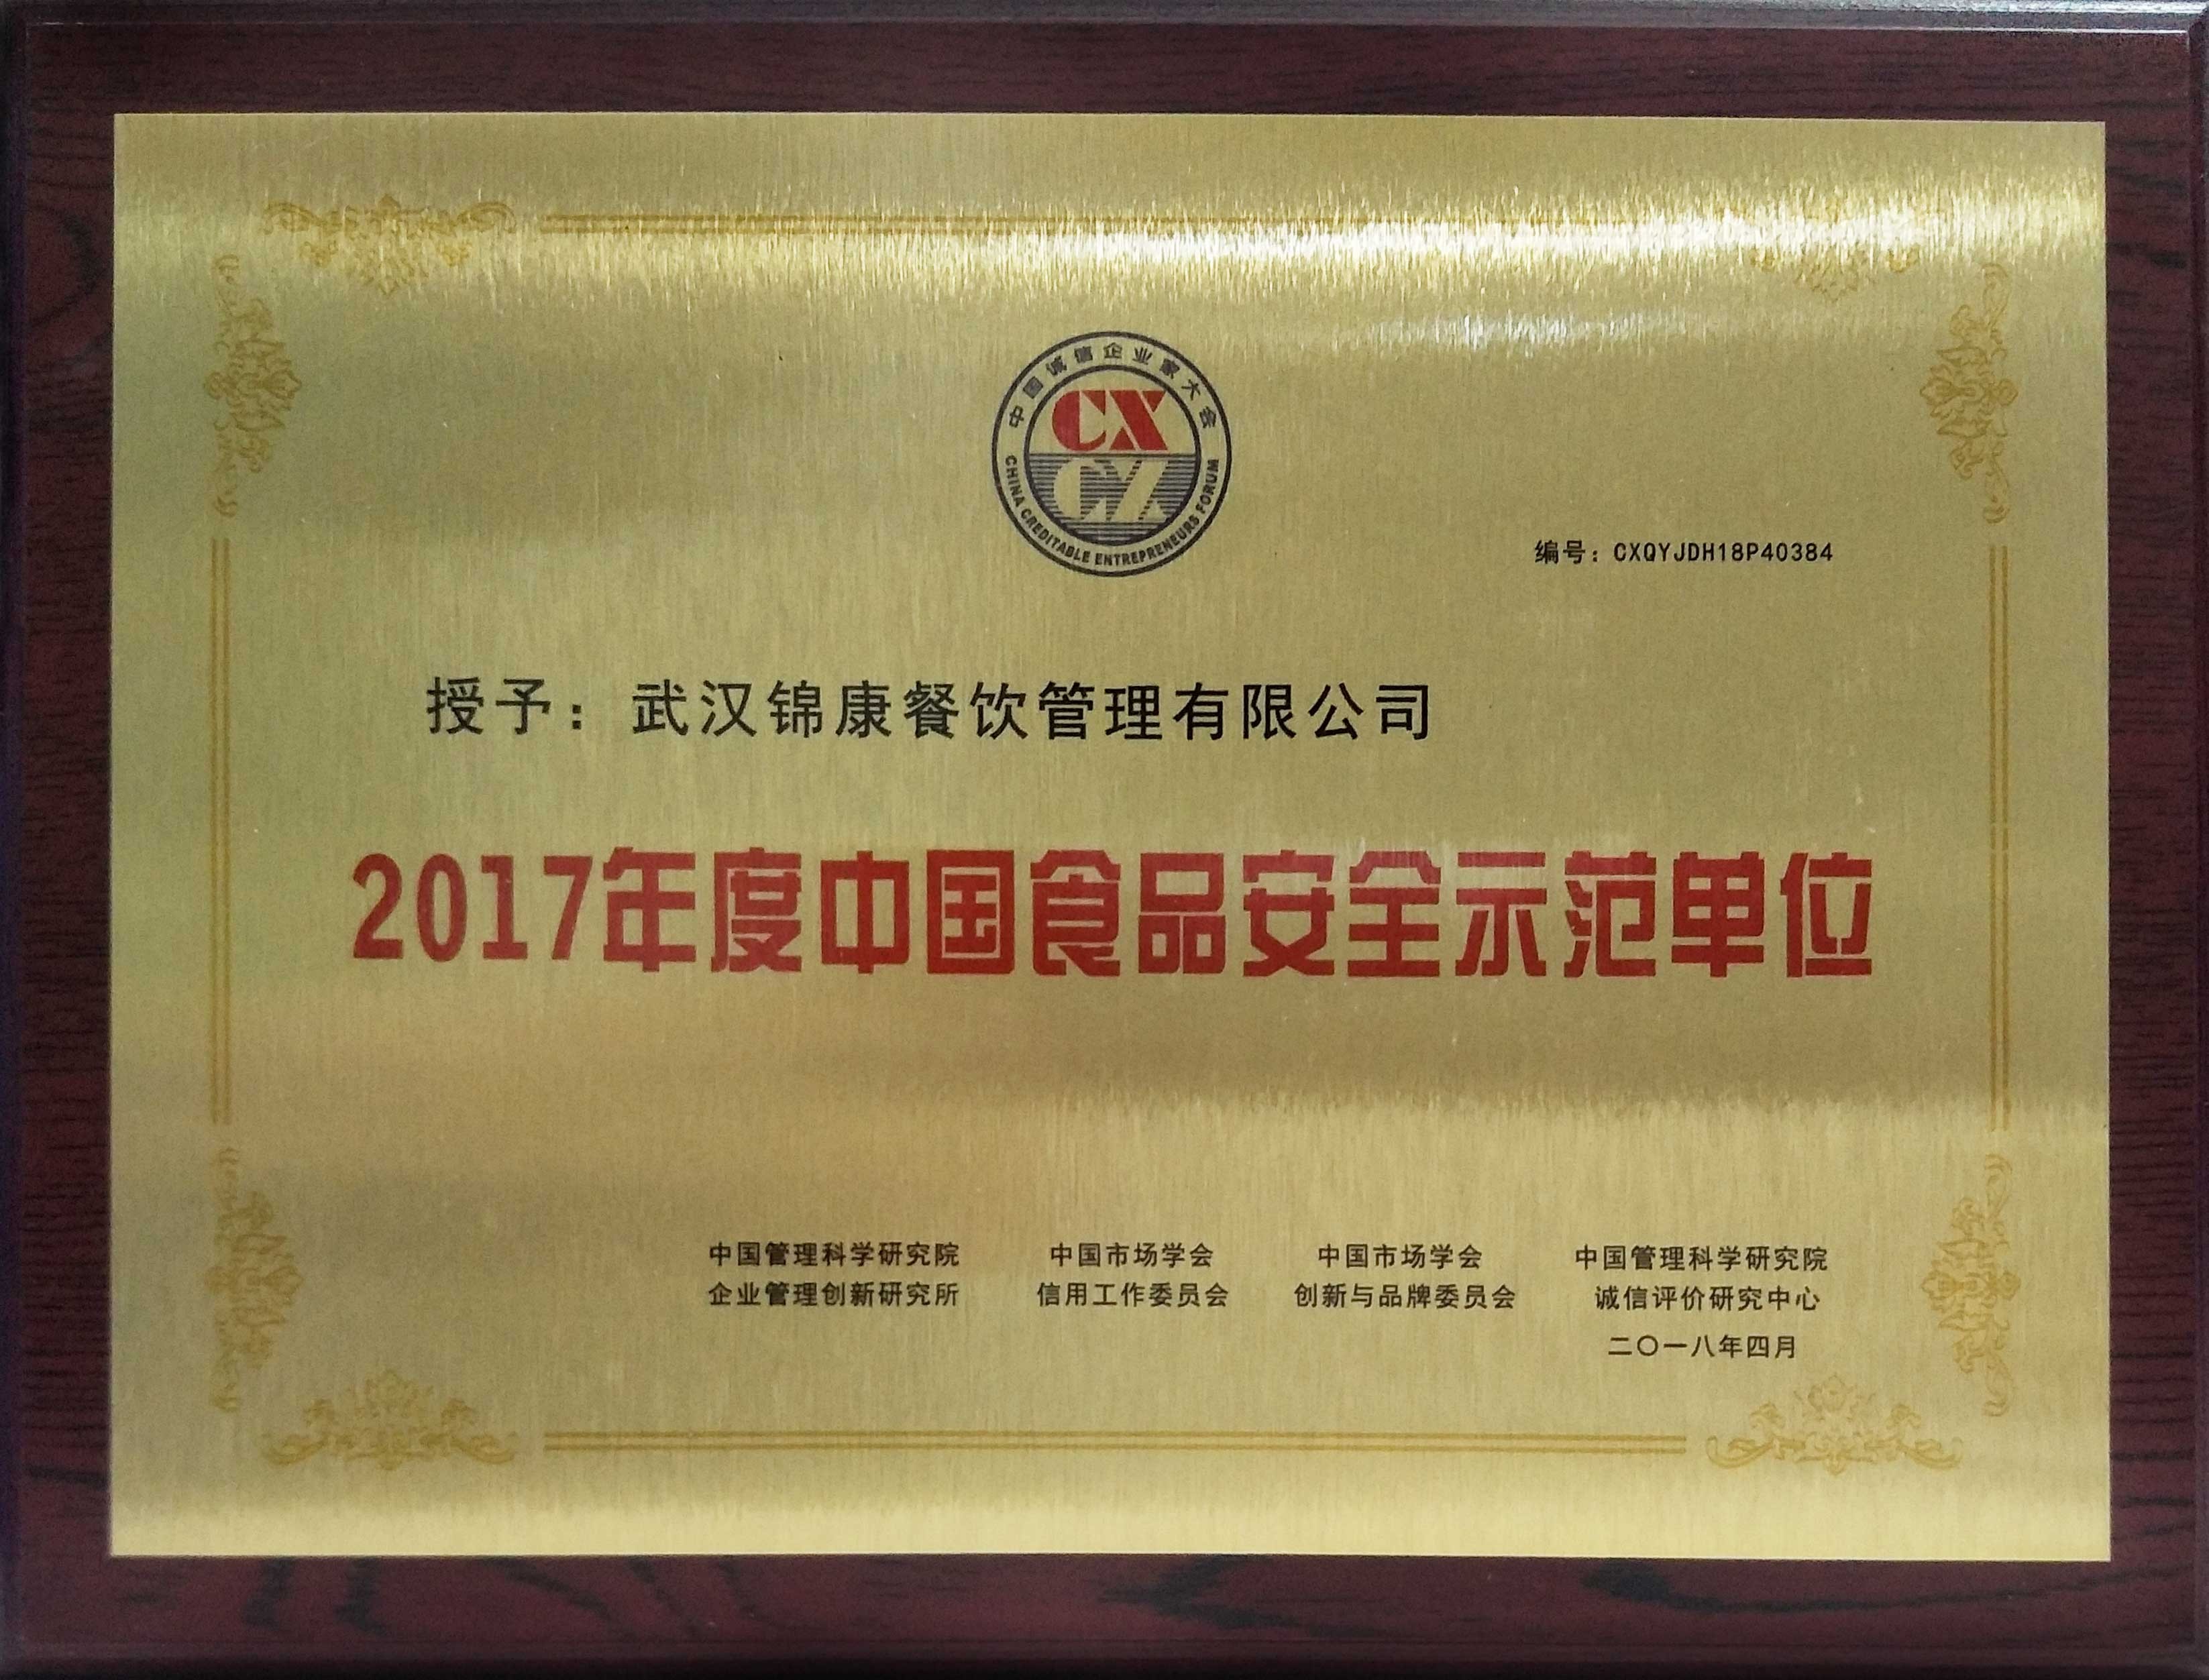 中国诚信企业家大会
CX
CHINA CREDITABLE ENTREPRENEURS FORUM
编号：CXQYJDH18P40384
授予：武汉锦康餐饮管理有限公司
2017年度中国食品安全示范单位
中国管理科学研究院
企业管理创新研究所
中国市场学会
信用工作委员会
中国市场学会
创新与品牌委员会
中国管理科学研究院
诚信评价研究中心
二〇一八年四月